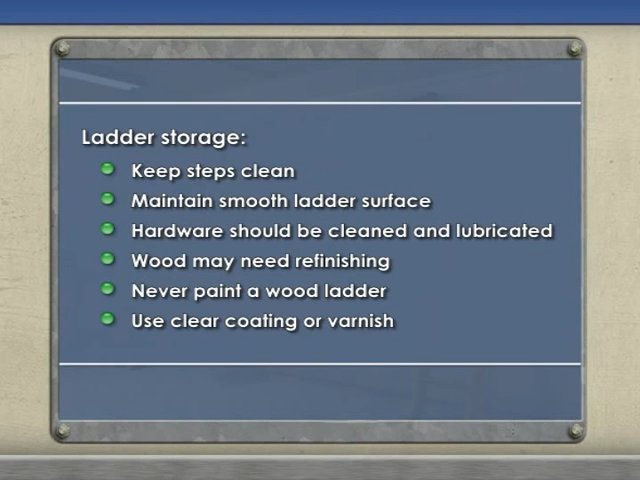 Ladder storage:
Keep steps clean
Maintain smooth ladder surface
Hardware should be cleaned and lubricated
Wood may need refinishing
Never paint a wood ladder
Use clear coating or varnish